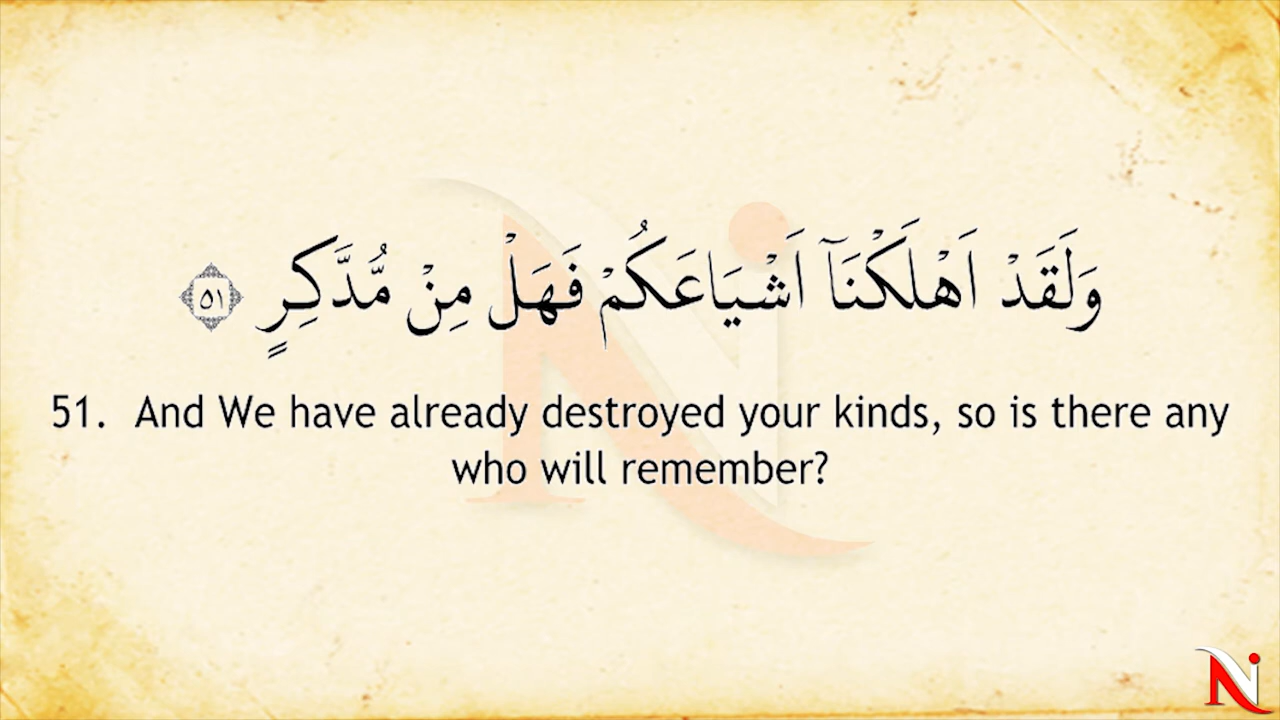 وَلَقَدْ اَهْلَكْنَاۤ اَشْيَاعَكُمْ فَهَلْ مِنْ مُّدَّكِرٍ ٥١
51. And We have already destroyed your kinds, so is there any
who will remember?